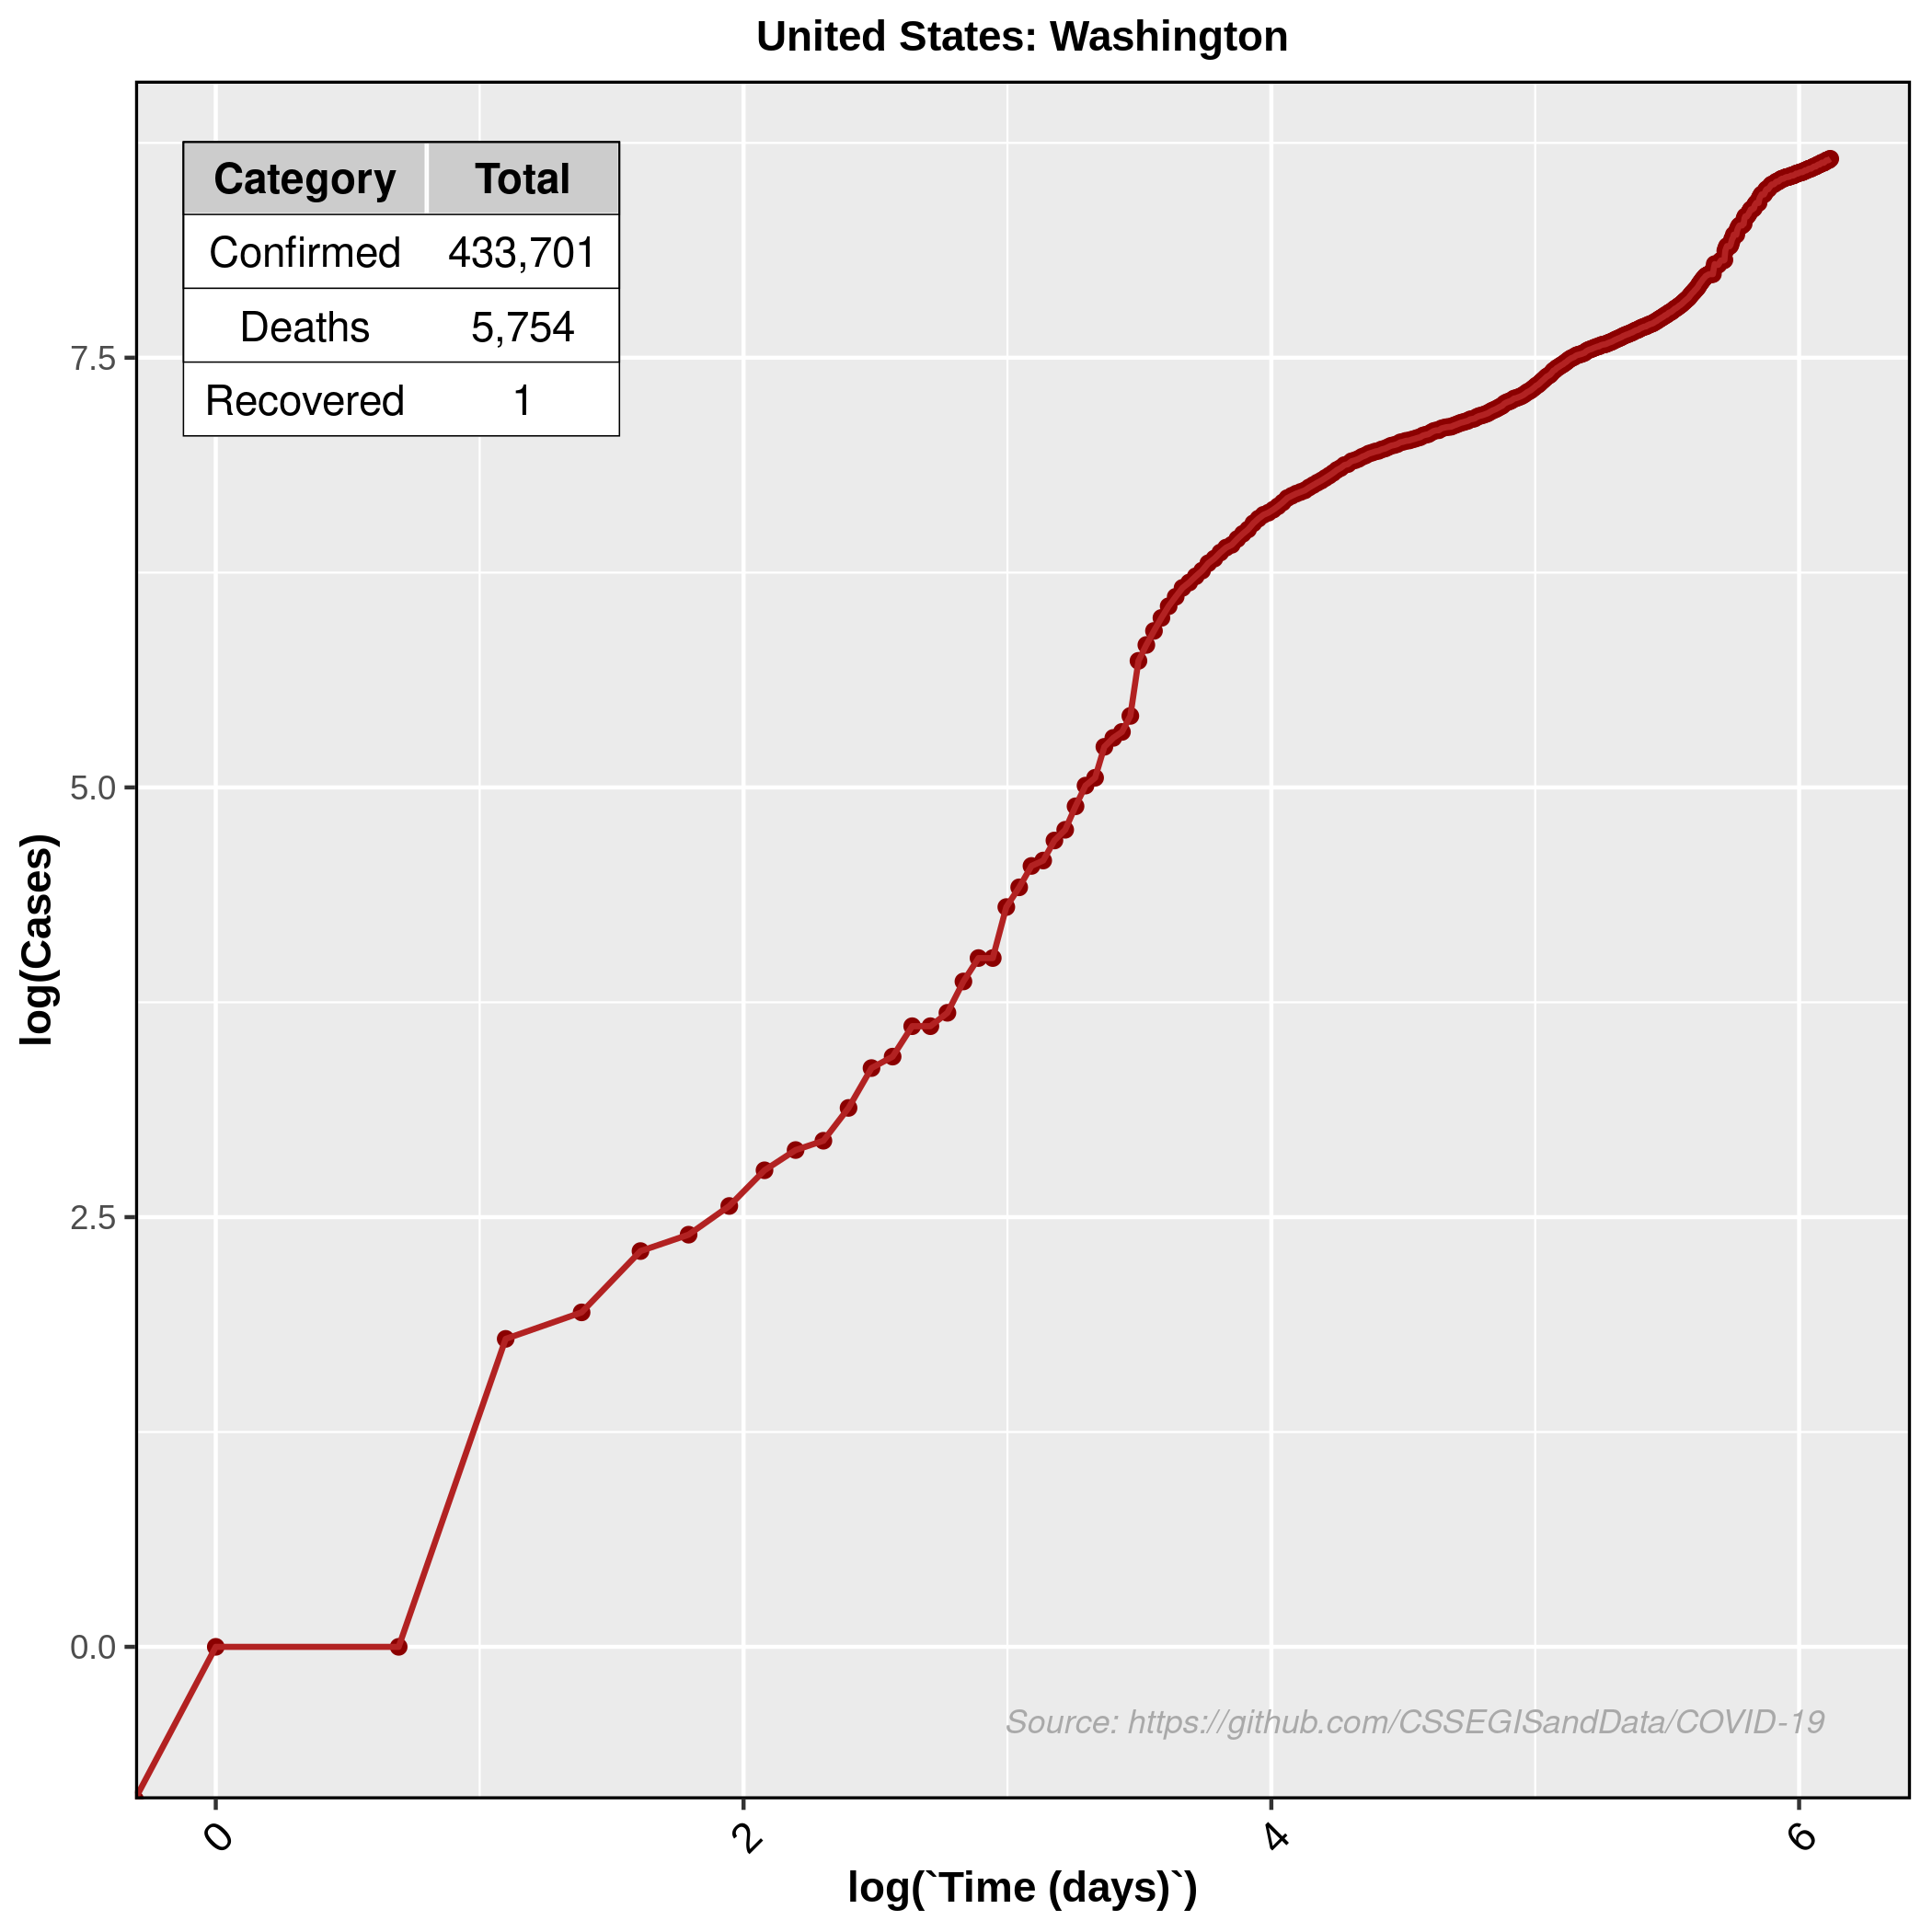 United States: Washington
Category Total
Confirmed 433,701
Deaths 5,754
Recovered 1
7.5
5.0
2.5
0.0
log(Cases)
Source: https://github.com/CSSEGISandData/COVID-19
0 2 4 6
log(`Time (days)`)